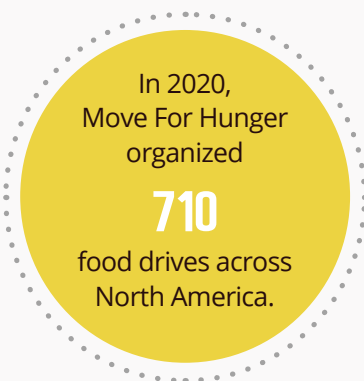 In 2020,
Move For Hunger
organized
710
food drives across
North America.